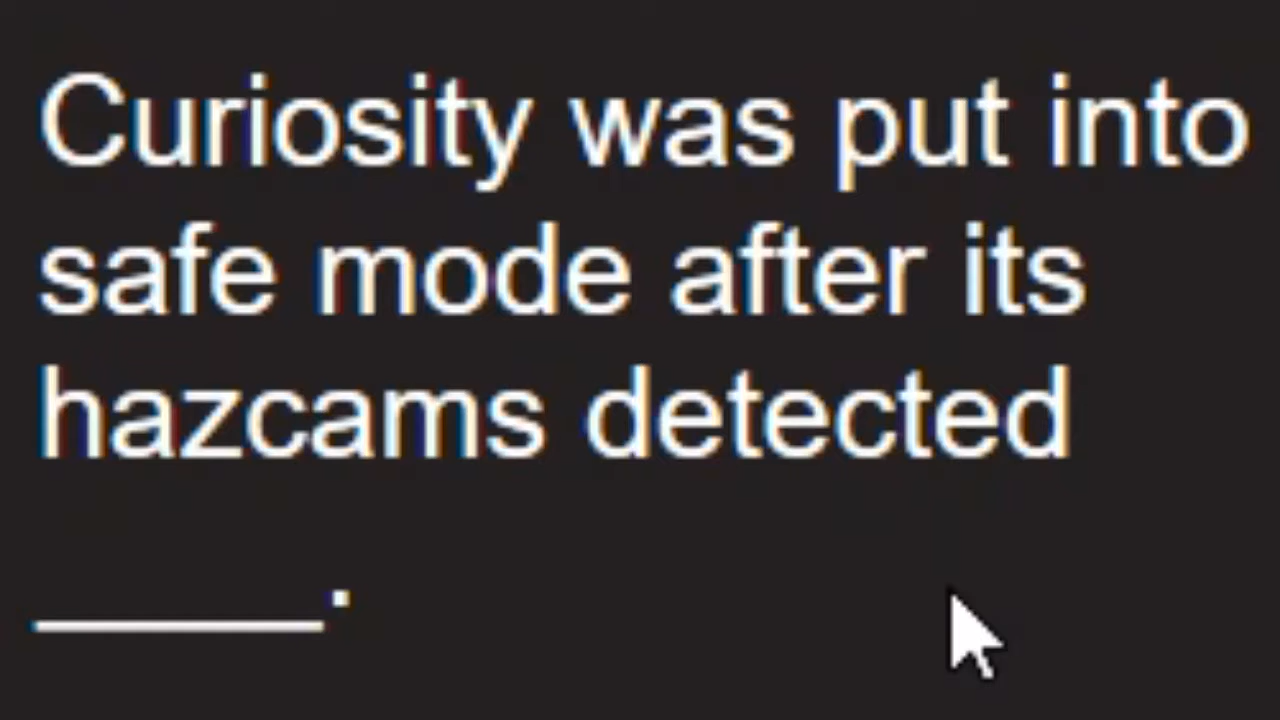 Curiosity was put into
safe mode after its
hazcams detected
_____.